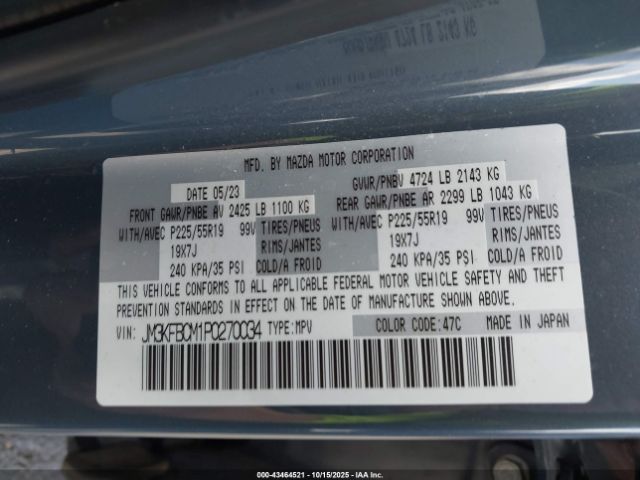 MFD. BY MAZDA MOTOR CORPORATION
DATE 05/23 GVWR/PNBV 4724 LB 2143 KG
FRONT GAWR/PNBE AV 2425 LB 1100 KG REAR GAWR/PNBE AR 2299 LB 1043 KG
WITH/AVEC P225/55R19 99V TIRES/PNEUS WITH/AVEC P225/55R19 99V TIRES/PNEUS
19X7J RIMS/JANTES 19X7J RIMS/JANTES
240 KPA/35 PSI COLD/A FROID 240 KPA/35 PSI COLD/A FROID
THIS VEHICLE CONFORMS TO ALL APPLICABLE FEDERAL MOTOR VEHICLE SAFETY AND THEFT
PREVENTION STANDARDS IN EFFECT ON THE DATE OF MANUFACTURE SHOWN ABOVE.
VIN: JM3KFBCM1P0270034 TYPE: MPV COLOR CODE: 47C MADE IN JAPAN
000-43464521 - 10/15/2025 - COPYRIGHT IAA, LLC.